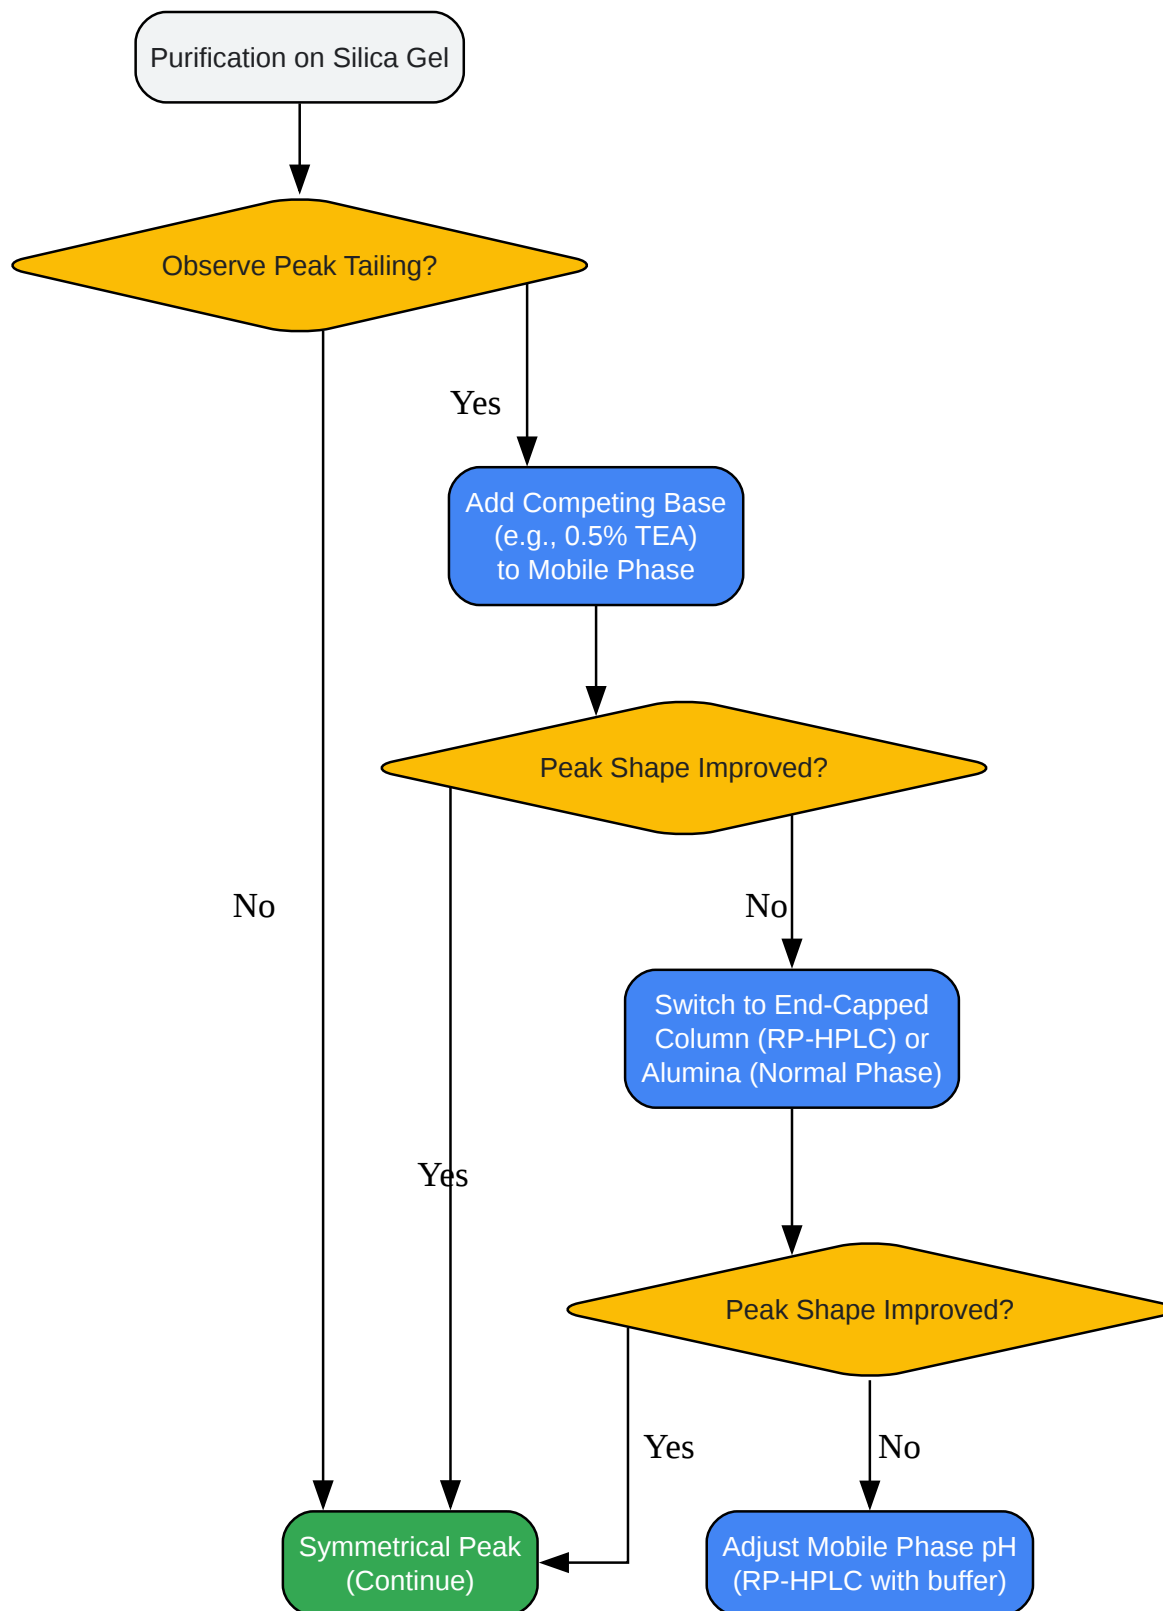 Purification on Silica Gel
Observe Peak Tailing?
Yes
Add Competing Base
(e.g., 0.5% TEA)
to Mobile Phase
Peak Shape Improved?
No
No
Switch to End-Capped
Column (RP-HPLC) or
Alumina (Normal Phase)
Yes
Peak Shape Improved?
Yes
No
Symmetrical Peak
(Continue)
Adjust Mobile Phase pH
(RP-HPLC with buffer)